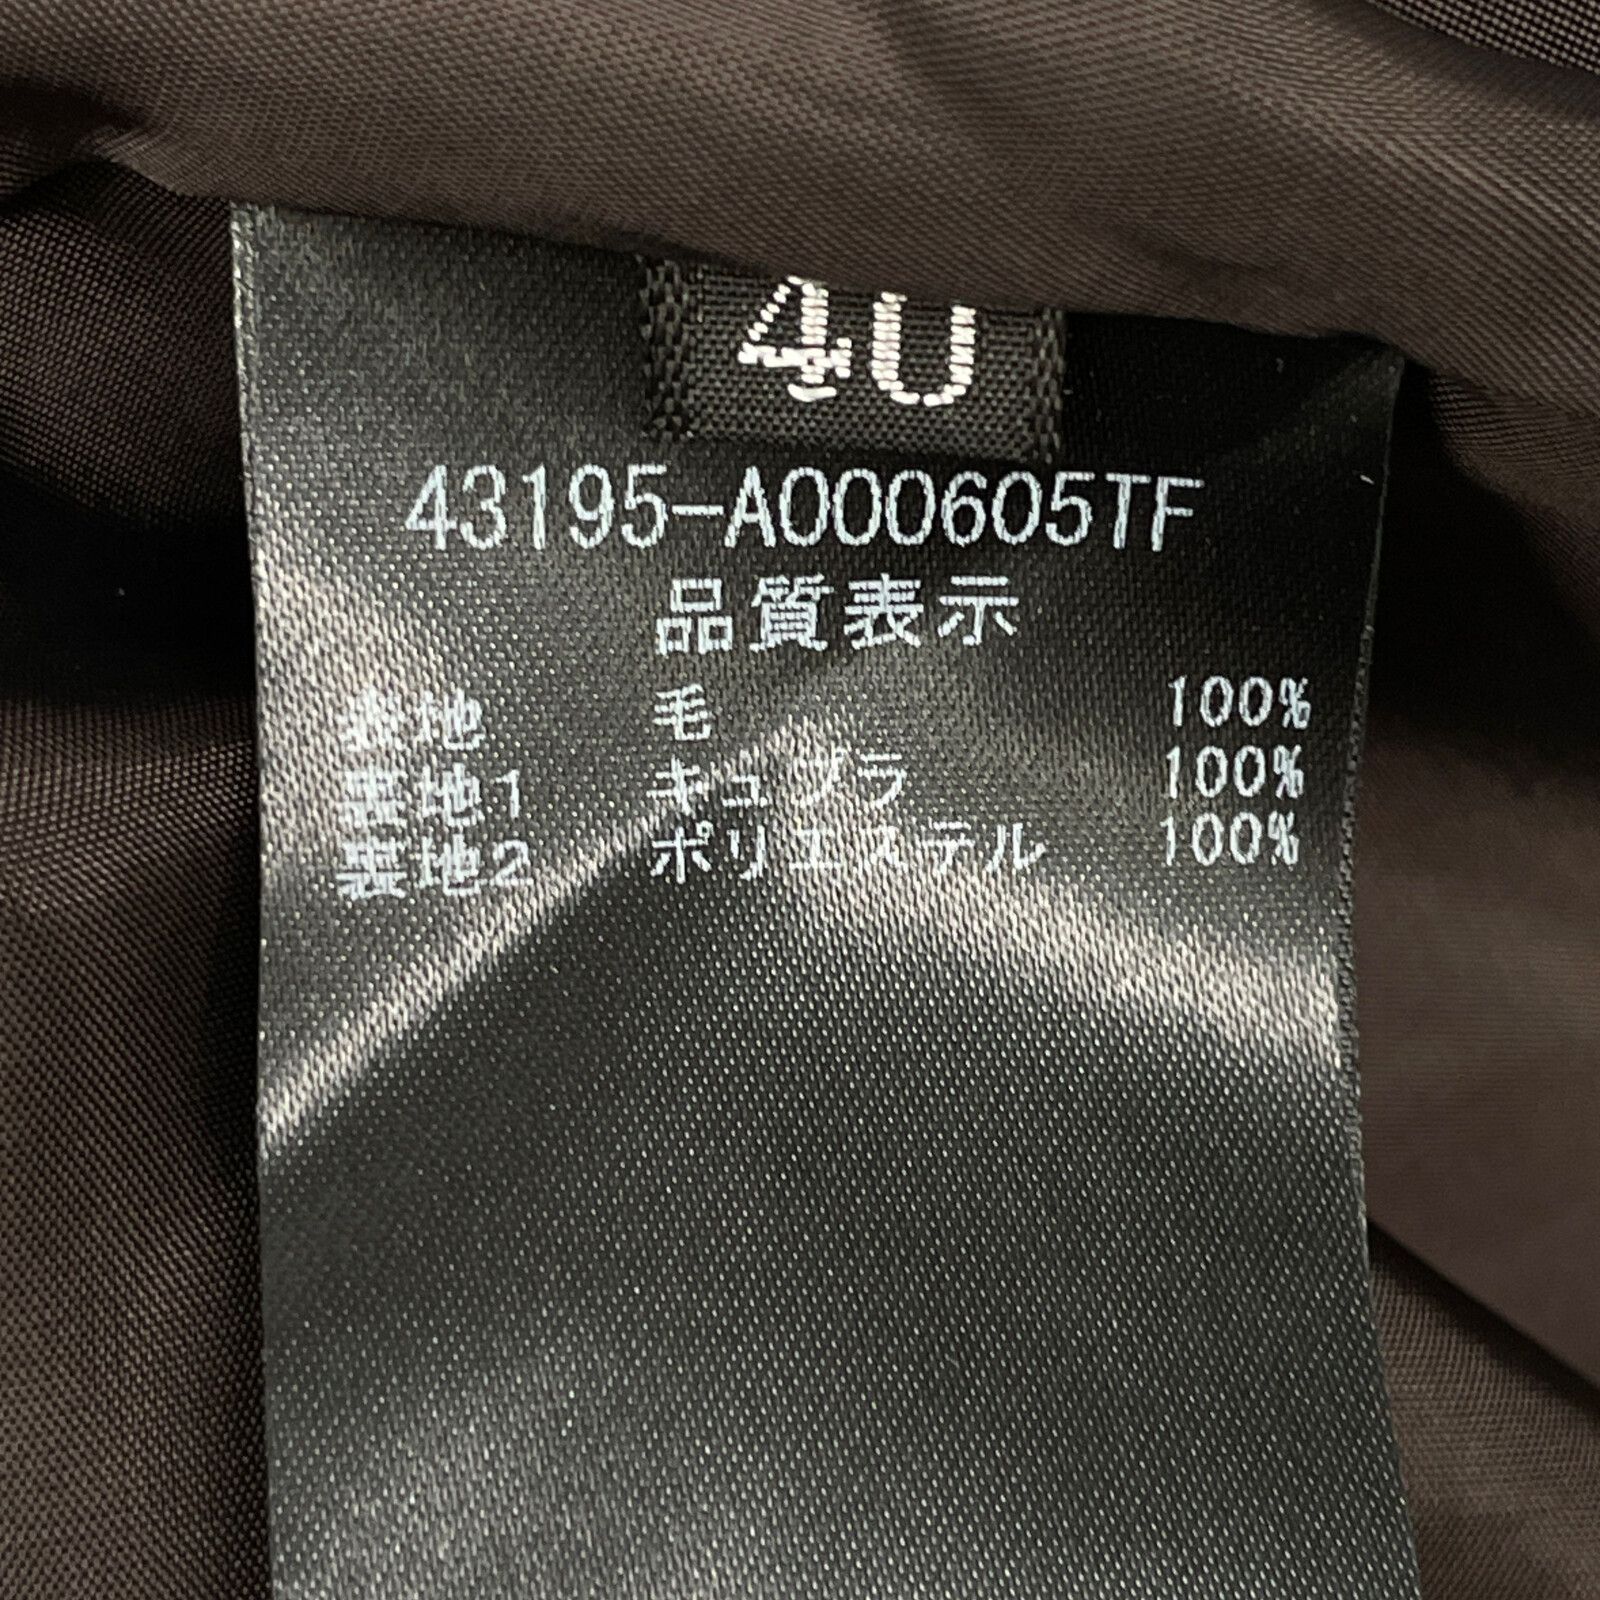 40
43195-A000605TF
品質表示
表地 毛 100%
裏地1 キュプラ 100%
裏地2 ポリエステル 100%